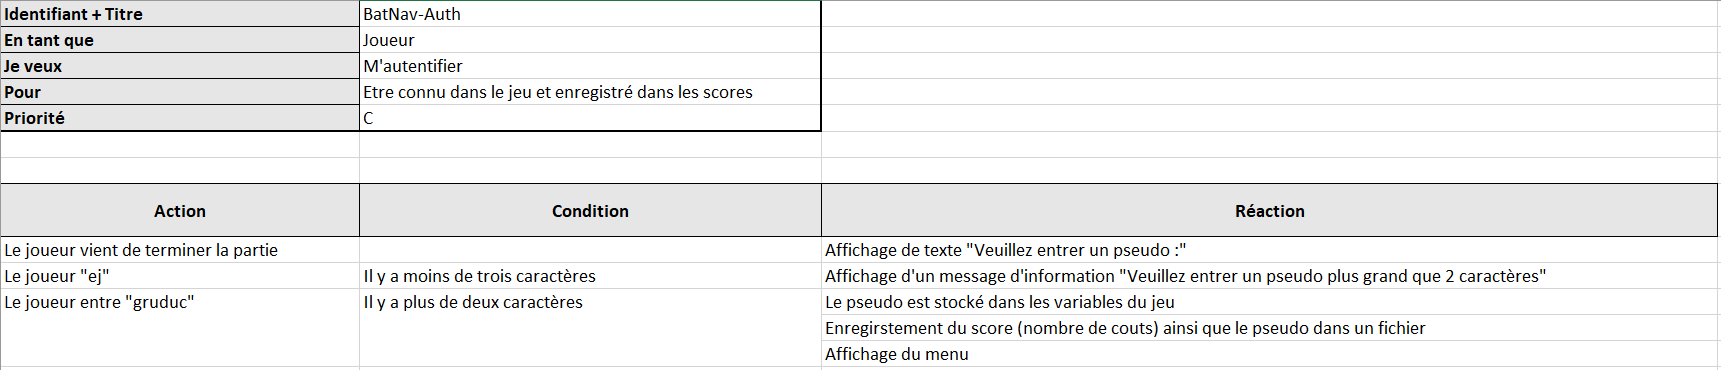 Identifiant + Titre BatNav-Auth
En tant que Joueur
Je veux M'autentifier
Pour Etre connu dans le jeu et enregistré dans les scores
Priorité C
Action Condition Réaction
Le joueur vient de terminer la partie Affichage de texte "Veuillez entrer un pseudo :"
Le joueur "ej" Il y a moins de trois caractères Affichage d'un message d'information "Veuillez entrer un pseudo plus grand que 2 caractères"
Le joueur entre "gruduc" Il y a plus de deux caractères Le pseudo est stocké dans les variables du jeu
Enregirstement du score (nombre de couts) ainsi que le pseudo dans un fichier
Affichage du menu